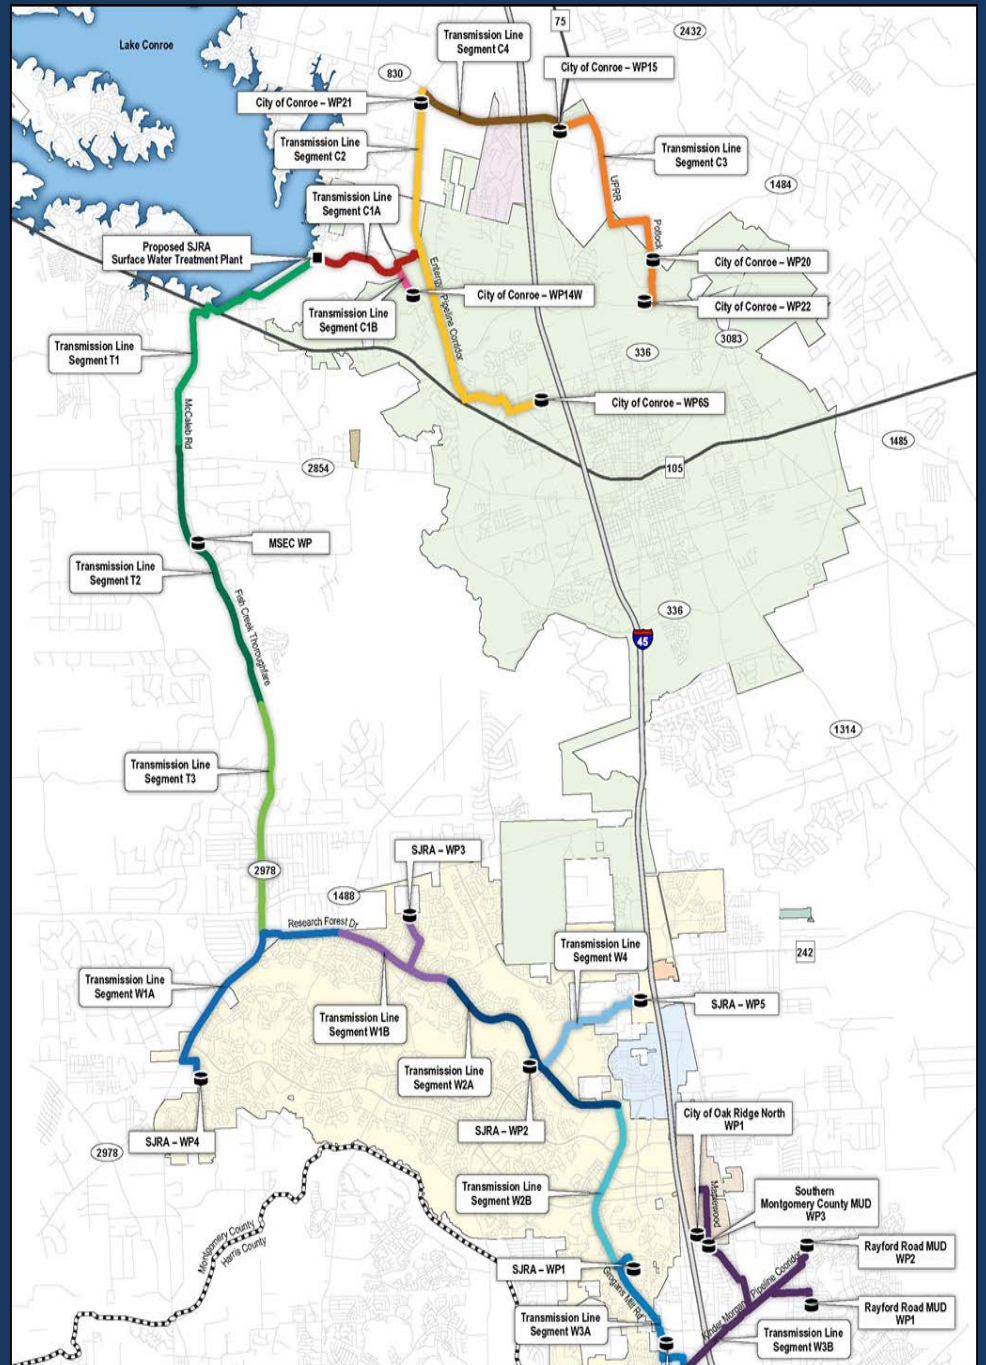 Lake Conroe
Transmission Line
Segment C4
75
2432
830
City of Conroe – WP15
City of Conroe – WP21
Transmission Line
Segment C2
Transmission Line
Segment C3
UPRR
1484
Transmission Line
Segment C1A
Pollock
Proposed SJRA
Surface Water Treatment Plant
City of Conroe – WP20
Entergy Pipeline Corridor
City of Conroe – WP14W
City of Conroe – WP22
Transmission Line
Segment C1B
3083
336
Transmission Line
Segment T1
City of Conroe – WP6S
McCaleb Rd
1485
2854
105
MSEC WP
Transmission Line
Segment T2
Fish Creek Thoroughfare
336
45
1314
Transmission Line
Segment T3
SJRA – WP3
2978
1488
Research Forest Dr
Transmission Line
Segment W4
242
Transmission Line
Segment W1A
SJRA – WP5
Transmission Line
Segment W1B
Transmission Line
Segment W2A
City of Oak Ridge North
WP1
SJRA – WP4
SJRA – WP2
2978
Transmission Line
Segment W2B
Southern
Montgomery County MUD
WP3
Montgomery County
Harris County
Rayford Road MUD
WP2
SJRA – WP1
Grogans Mill Rd
Kinder Morgan Pipeline Corridor
Rayford Road MUD
WP1
Transmission Line
Segment W3A
Transmission Line
Segment W3B